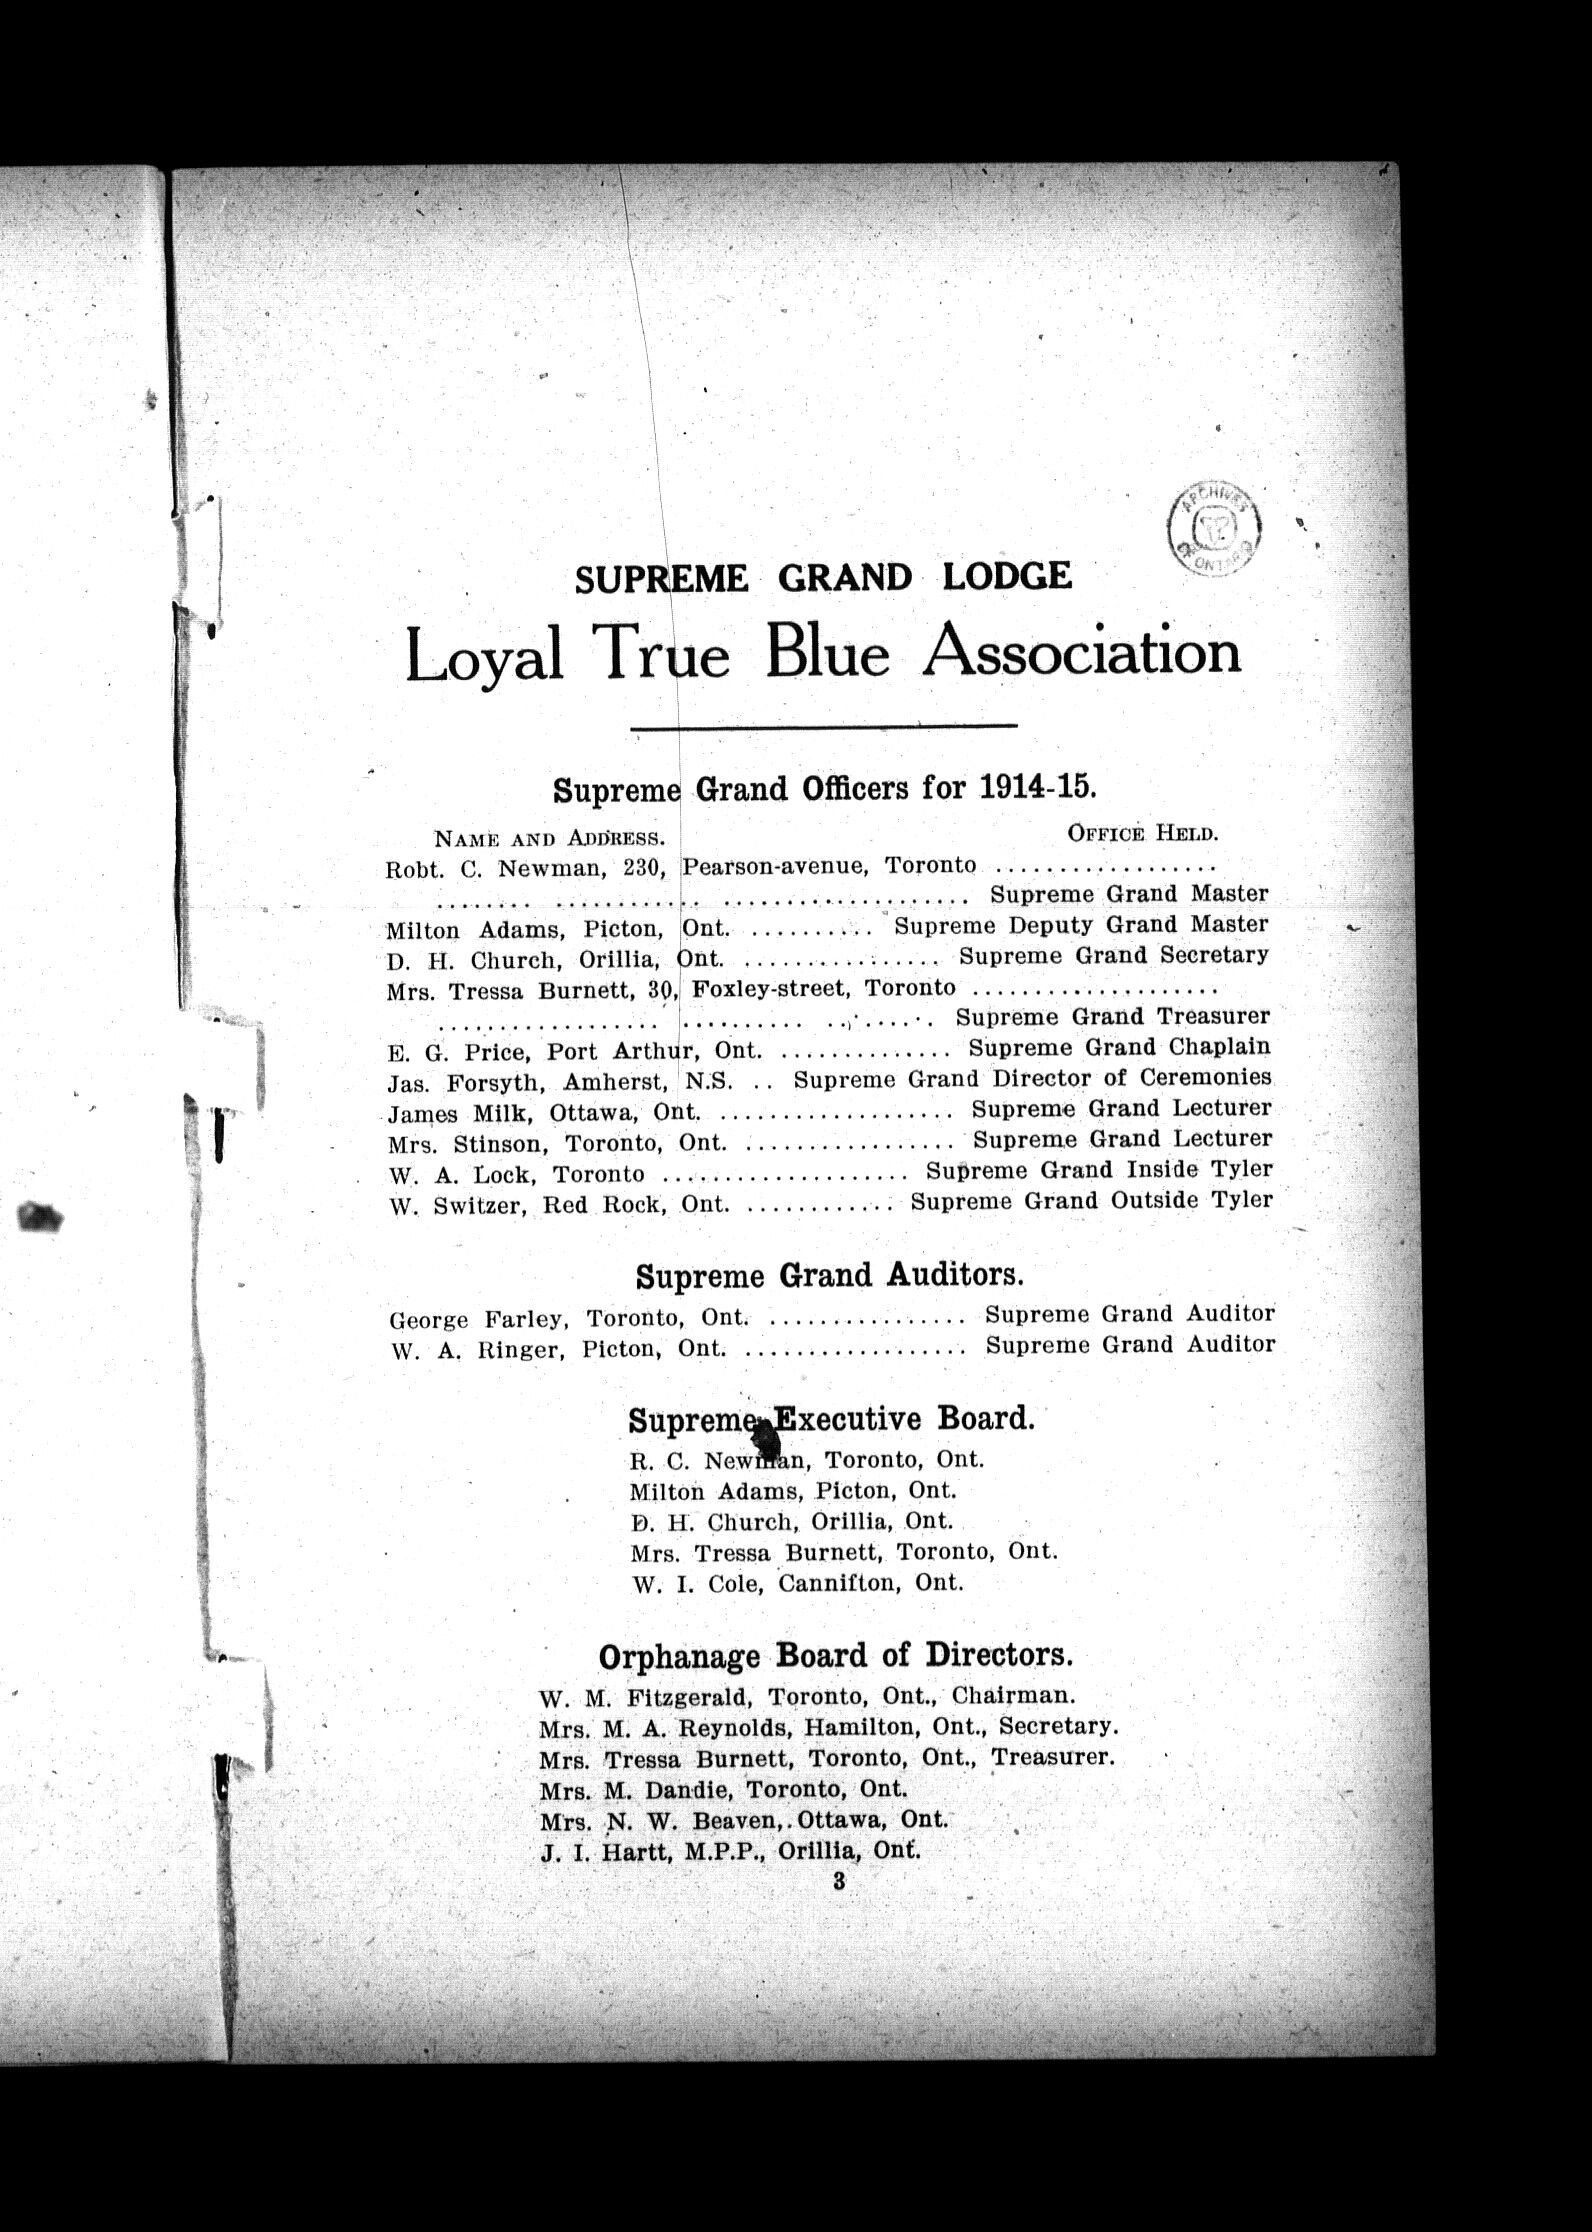 ARCHIVES OF ONTARIO
SUPREME GRAND LODGE
Loyal True Blue Association
Supreme Grand Officers for 1914-15.
NAME AND ADDRESS. OFFICE HELD.
Robt. C. Newman, 230, Pearson-avenue, Toronto ..................
........ ............ .................... Supreme Grand Master
Milton Adams, Picton, Ont. .......... Supreme Deputy Grand Master
D. H. Church, Orillia, Ont. ................ Supreme Grand Secretary
Mrs. Tressa Burnett, 30, Foxley-street, Toronto ....................
.................. .......... ......... Supreme Grand Treasurer
E. G. Price, Port Arthur, Ont. .............. Supreme Grand Chaplain
Jas. Forsyth, Amherst, N.S. .. Supreme Grand Director of Ceremonies
James Milk, Ottawa, Ont. ................... Supreme Grand Lecturer
Mrs. Stinson, Toronto, Ont. ................. Supreme Grand Lecturer
W. A. Lock, Toronto .................... Supreme Grand Inside Tyler
W. Switzer, Red Rock, Ont. ............ Supreme Grand Outside Tyler
Supreme Grand Auditors.
George Farley, Toronto, Ont. ................ Supreme Grand Auditor
W. A. Ringer, Picton, Ont. .................. Supreme Grand Auditor
Supreme Executive Board.
R. C. Newman, Toronto, Ont.
Milton Adams, Picton, Ont.
D. H. Church, Orillia, Ont.
Mrs. Tressa Burnett, Toronto, Ont.
W. I. Cole, Cannifton, Ont.
Orphanage Board of Directors.
W. M. Fitzgerald, Toronto, Ont., Chairman.
Mrs. M. A. Reynolds, Hamilton, Ont., Secretary.
Mrs. Tressa Burnett, Toronto, Ont., Treasurer.
Mrs. M. Dandie, Toronto, Ont.
Mrs. N. W. Beaven, Ottawa, Ont.
J. I. Hartt, M.P.P., Orillia, Ont.
3